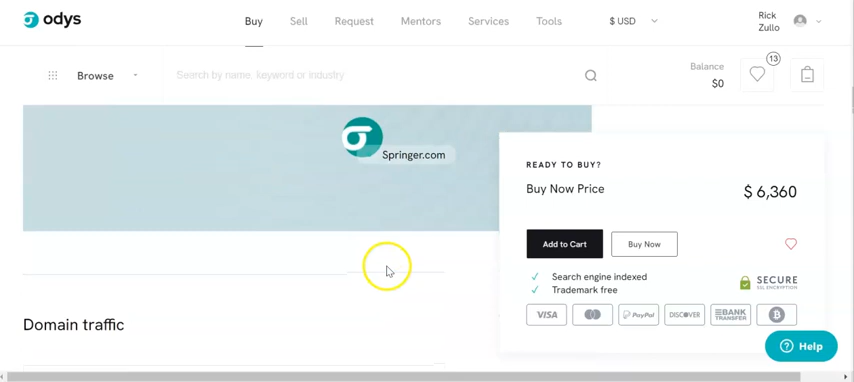 odys
Buy Sell Request Mentors Services Tools $ USD
Rick
Zullo
Browse
Search by name, keyword or industry
Balance
$0
13
Springer.com
READY TO BUY?
Buy Now Price
$ 6,360
Add to Cart
Buy Now
Search engine indexed
Trademark free
SECURE
SSL ENCRYPTION
VISA
PayPal
DISCOVER
BANK
TRANSFER
Domain traffic
Help